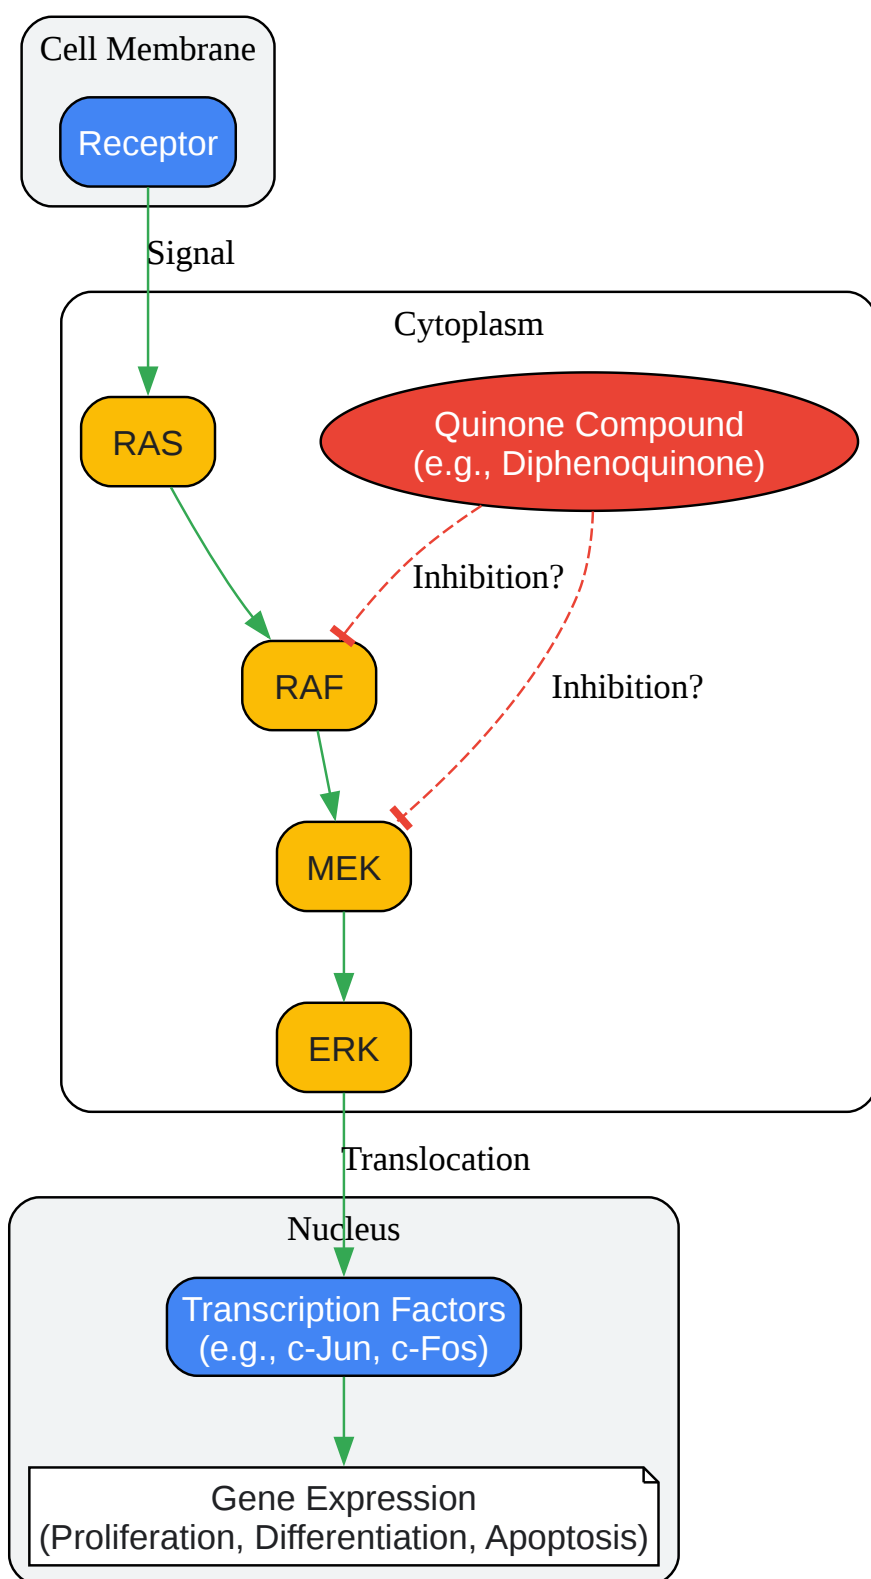 Cell Membrane
Receptor
Signal
Cytoplasm
RAS
Quinone Compound
(e.g., Diphenoquinone)
Inhibition?
RAF
Inhibition?
MEK
ERK
Translocation
Nucleus
Transcription Factors
(e.g., c-Jun, c-Fos)
Gene Expression
(Proliferation, Differentiation, Apoptosis)